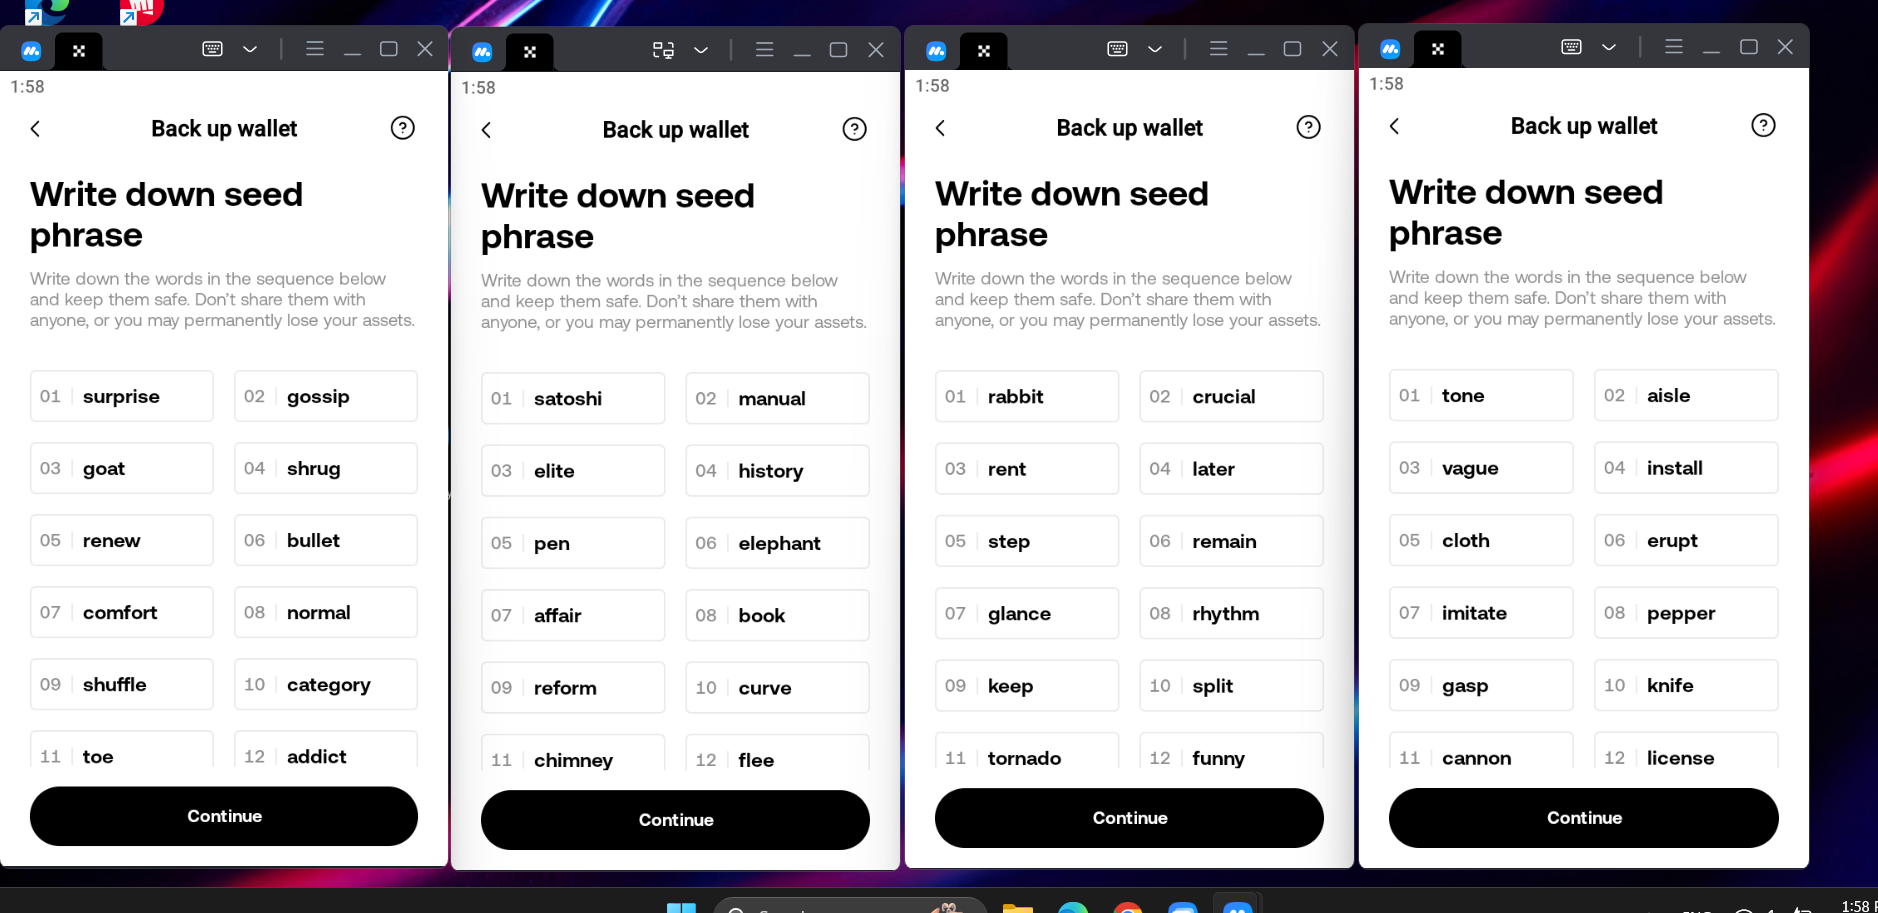 1:58
Back up wallet
Write down seed
phrase
Write down the words in the sequence below
and keep them safe. Don't share them with
anyone, or you may permanently lose your assets.
01 surprise
02 gossip
03 goat
04 shrug
05 renew
06 bullet
07 comfort
08 normal
09 shuffle
10 category
11 toe
12 addict
Continue
1:58
Back up wallet
Write down seed
phrase
Write down the words in the sequence below
and keep them safe. Don't share them with
anyone, or you may permanently lose your assets.
01 satoshi
02 manual
03 elite
04 history
05 pen
06 elephant
07 affair
08 book
09 reform
10 curve
11 chimney
12 flee
Continue
1:58
Back up wallet
Write down seed
phrase
Write down the words in the sequence below
and keep them safe. Don't share them with
anyone, or you may permanently lose your assets.
01 rabbit
02 crucial
03 rent
04 later
05 step
06 remain
07 glance
08 rhythm
09 keep
10 split
11 tornado
12 funny
Continue
1:58
Back up wallet
Write down seed
phrase
Write down the words in the sequence below
and keep them safe. Don't share them with
anyone, or you may permanently lose your assets.
01 tone
02 aisle
03 vague
04 install
05 cloth
06 erupt
07 imitate
08 pepper
09 gasp
10 knife
11 cannon
12 license
Continue
1:58